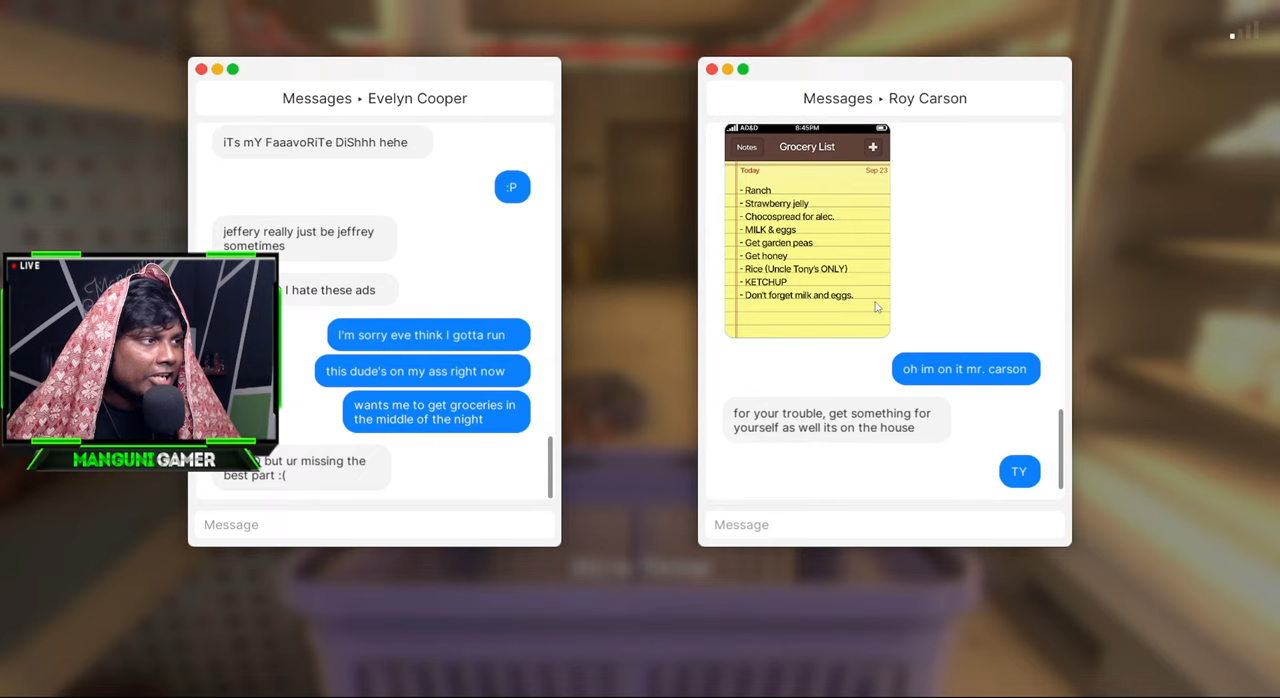 Messages ▸ Evelyn Cooper
iTs mY FaaavoRiTe DiShhh hehe
:P
jeffery really just be jeffrey
sometimes
I hate these ads
I'm sorry eve think I gotta run
this dude's on my ass right now
wants me to get groceries in
the middle of the night
but ur missing the
best part :(
Message
LIVE
MANGUNI GAMER
Messages ▸ Roy Carson
AD&D 8:45PM
Notes Grocery List +
Today Sep 23
- Ranch
- Strawberry jelly
- Chocospread for alec.
- MILK & eggs
- Get garden peas
- Get honey
- Rice (Uncle Tony's ONLY)
- KETCHUP
- Don't forget milk and eggs.
oh im on it mr. carson
for your trouble, get something for
yourself as well its on the house
TY
Message